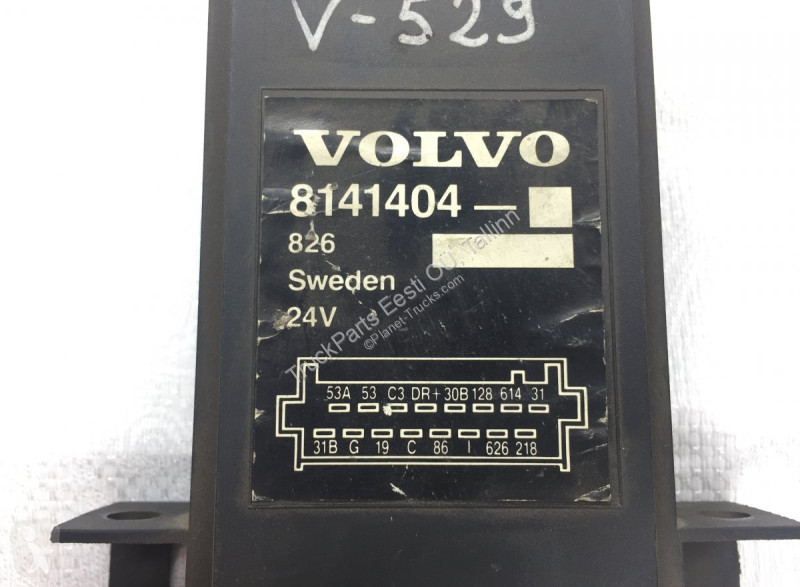 V-529
VOLVO
8141404 –
826
Sweden
24V
TruckParts Eesti OÜ, Tallinn
©Planet-Trucks.com
53A 53 C3 DR+ 30B 128 614 31
31B G 19 C 86 I 626 218